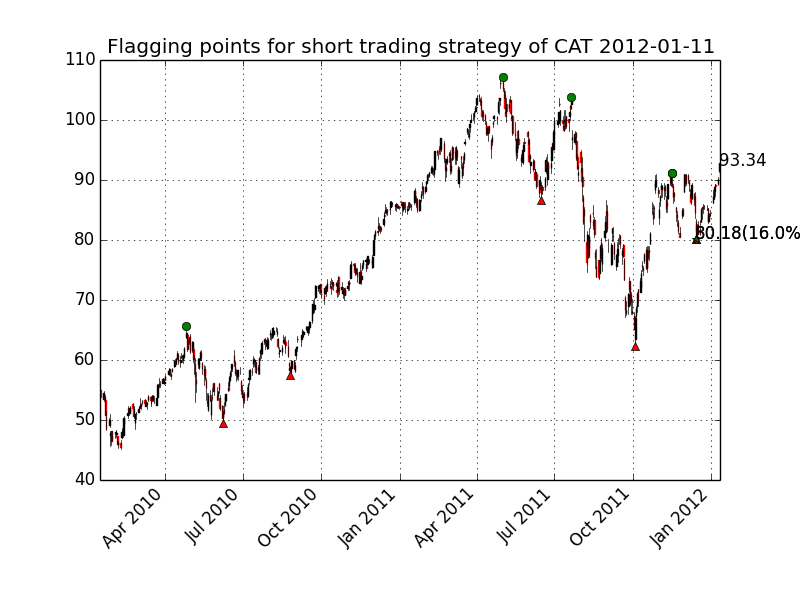 Flagging points for short trading strategy of CAT 2012-01-11
110
100
90
80
70
60
50
40
93.34
80.18(16.0%
Apr 2010
Jul 2010
Oct 2010
Jan 2011
Apr 2011
Jul 2011
Oct 2011
Jan 2012